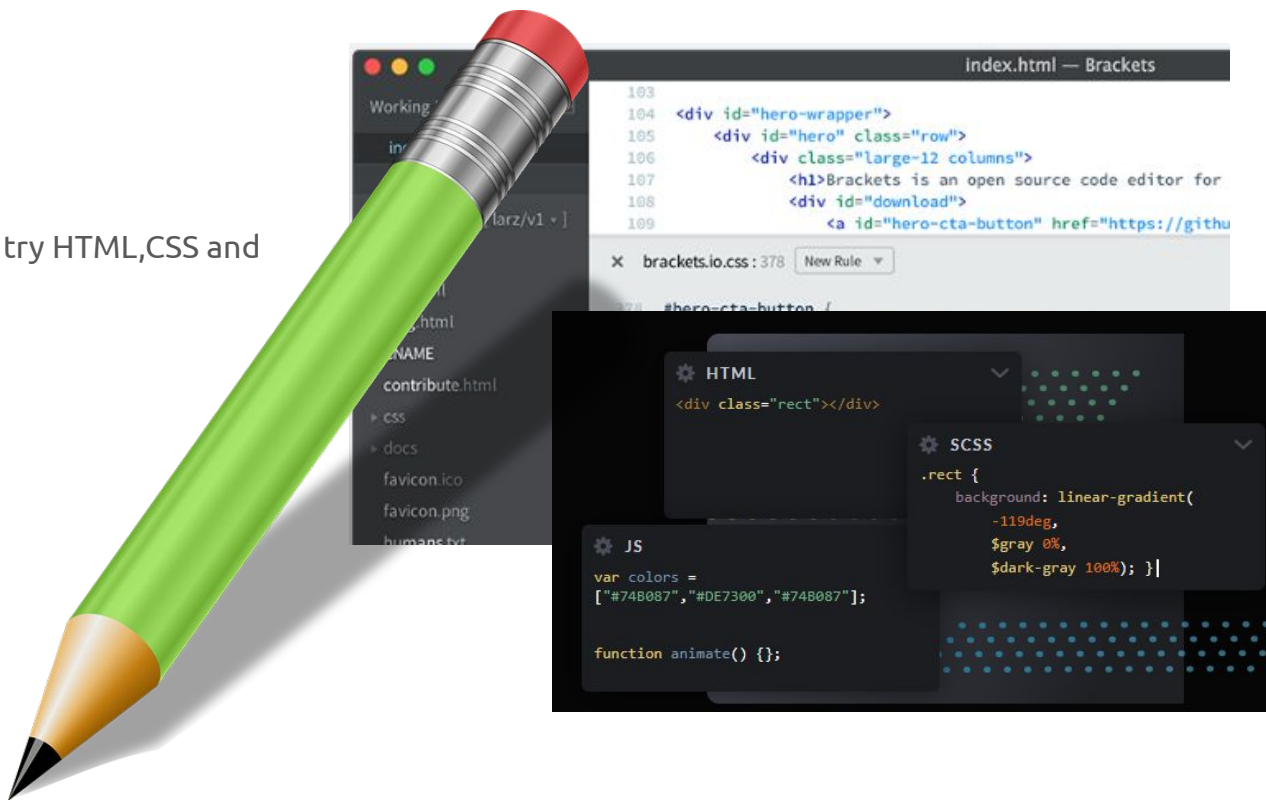 try HTML,CSS and
index.html — Brackets
Working
larz/v1
103
104 <div id="hero-wrapper">
105 <div id="hero" class="row">
106 <div class="large-12 columns">
107 <h1>Brackets is an open source code editor for
108 <div id="download">
109 <a id="hero-cta-button" href="https://githu
× brackets.io.css : 378 New Rule
378 #hero-cta-button {
contribute.html
css
docs
favicon.ico
favicon.png
humans.txt
HTML
<div class="rect"></div>
SCSS
.rect {
background: linear-gradient(
-119deg,
$gray 0%,
$dark-gray 100%); }
JS
var colors =
["#74B087","#DE7300","#74B087"];
function animate() {};